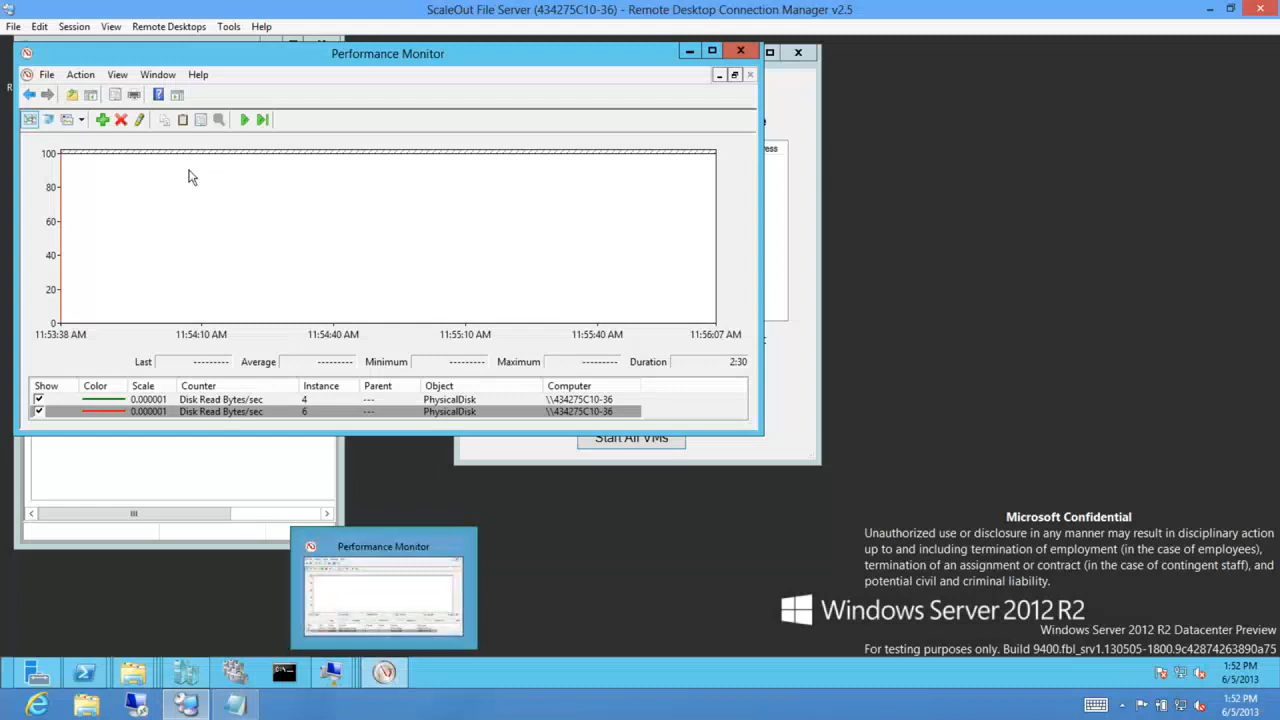 ScaleOut File Server (434275C10-36) - Remote Desktop Connection Manager v2.5
File Edit Session View Remote Desktops Tools Help
Performance Monitor
File Action View Window Help
100
80
60
40
20
0
11:53:38 AM 11:54:10 AM 11:54:40 AM 11:55:10 AM 11:55:40 AM 11:56:07 AM
Last --------- Average --------- Minimum --------- Maximum --------- Duration 2:30
Show Color Scale Counter Instance Parent Object Computer
0.000001 Disk Read Bytes/sec 4 --- PhysicalDisk \\434275C10-36
0.000001 Disk Read Bytes/sec 6 --- PhysicalDisk \\434275C10-36
Start All VMs
Performance Monitor
Microsoft Confidential
Unauthorized use or disclosure in any manner may result in disciplinary action
up to and including termination of employment (in the case of employees),
termination of an assignment or contract (in the case of contingent staff), and
potential civil and criminal liability.
Windows Server 2012 R2
Windows Server 2012 R2 Datacenter Preview
For testing purposes only. Build 9400.fbl_srv1.130505-1800.9c42874263890a75
1:52 PM
6/5/2013
1:52 PM
6/5/2013